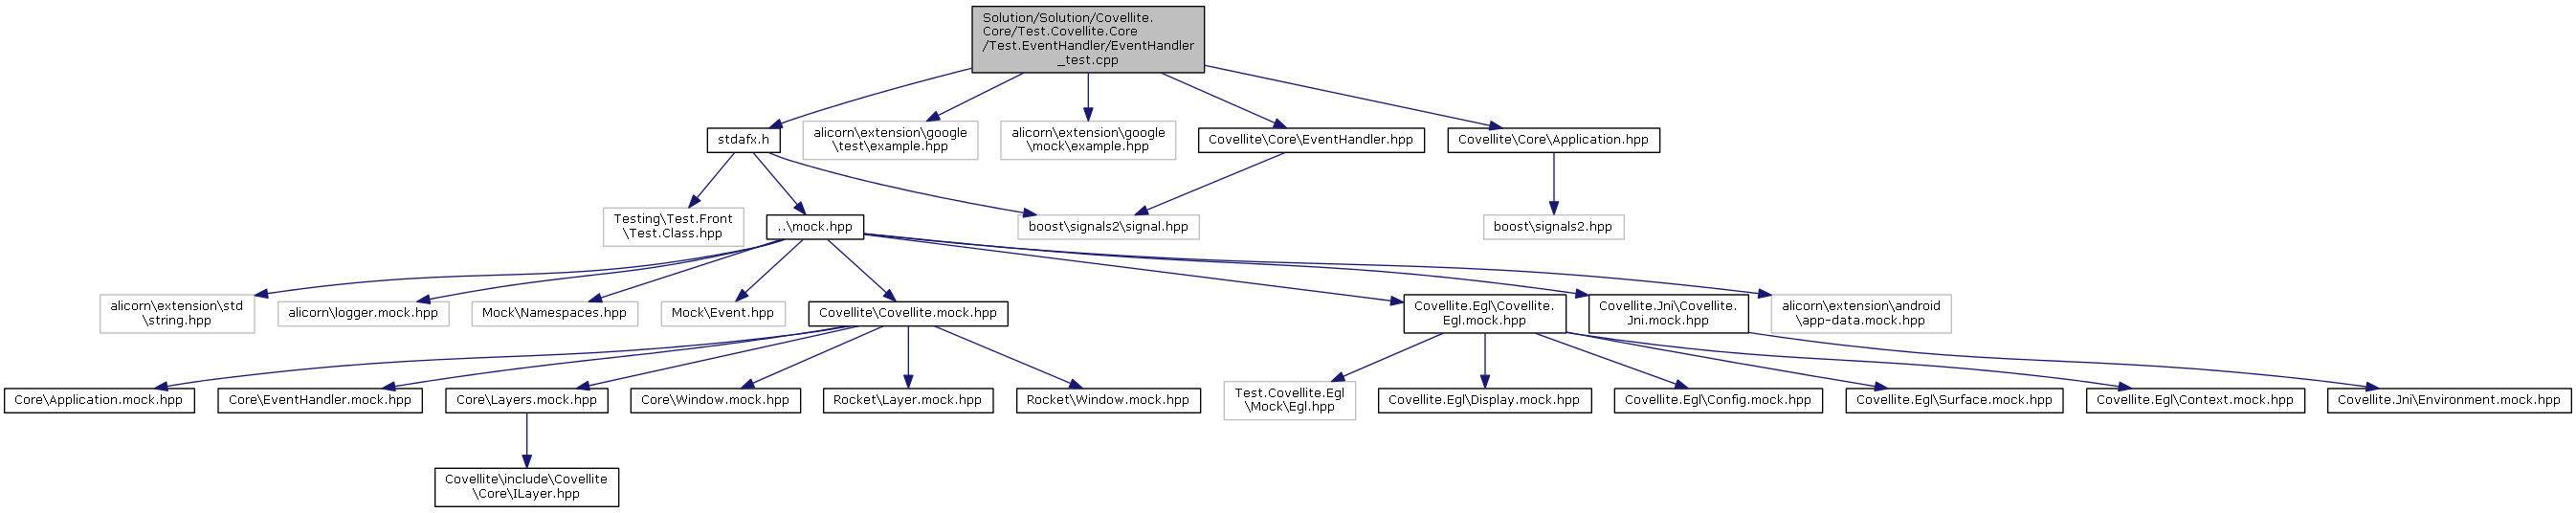 Solution/Solution/Covellite.
Core/Test.Covellite.Core
/Test.EventHandler/EventHandler
_test.cpp
stdafx.h
alicorn\extension\google
\test\example.hpp
alicorn\extension\google
\mock\example.hpp
Covellite\Core\EventHandler.hpp
Covellite\Core\Application.hpp
Testing\Test.Front
\Test.Class.hpp
..\mock.hpp
boost\signals2\signal.hpp
boost\signals2.hpp
alicorn\extension\std
\string.hpp
alicorn\logger.mock.hpp
Mock\Namespaces.hpp
Mock\Event.hpp
Covellite\Covellite.mock.hpp
Covellite.Egl\Covellite.
Egl.mock.hpp
Covellite.Jni\Covellite.
Jni.mock.hpp
alicorn\extension\android
\app-data.mock.hpp
Core\Application.mock.hpp
Core\EventHandler.mock.hpp
Core\Layers.mock.hpp
Core\Window.mock.hpp
Rocket\Layer.mock.hpp
Rocket\Window.mock.hpp
Test.Covellite.Egl
\Mock\Egl.hpp
Covellite.Egl\Display.mock.hpp
Covellite.Egl\Config.mock.hpp
Covellite.Egl\Surface.mock.hpp
Covellite.Egl\Context.mock.hpp
Covellite.Jni\Environment.mock.hpp
Covellite\include\Covellite
\Core\ILayer.hpp